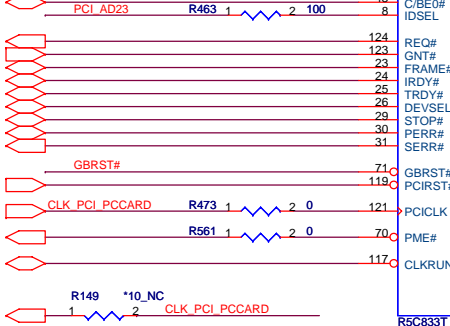 C/BE0#
PCI_AD23 R463 1 2 100 8 IDSEL
124 REQ#
123 GNT#
23 FRAME#
24 IRDY#
25 TRDY#
26 DEVSEL
29 STOP#
30 PERR#
31 SERR#
GBRST# 71 GBRST#
119 PCIRST#
CLK_PCI_PCCARD R473 1 2 0 121 PCICLK
R561 1 2 0 70 PME#
117 CLKRUN
R149 *10_NC
1 2 CLK_PCI_PCCARD
R5C833T